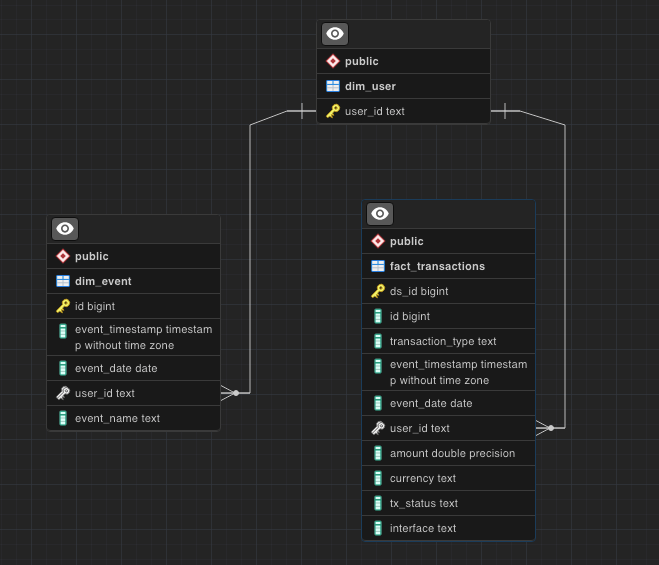 public
dim_user
user_id text
public
dim_event
id bigint
event_timestamp timestam
p without time zone
event_date date
user_id text
event_name text
public
fact_transactions
ds_id bigint
id bigint
transaction_type text
event_timestamp timestam
p without time zone
event_date date
user_id text
amount double precision
currency text
tx_status text
interface text